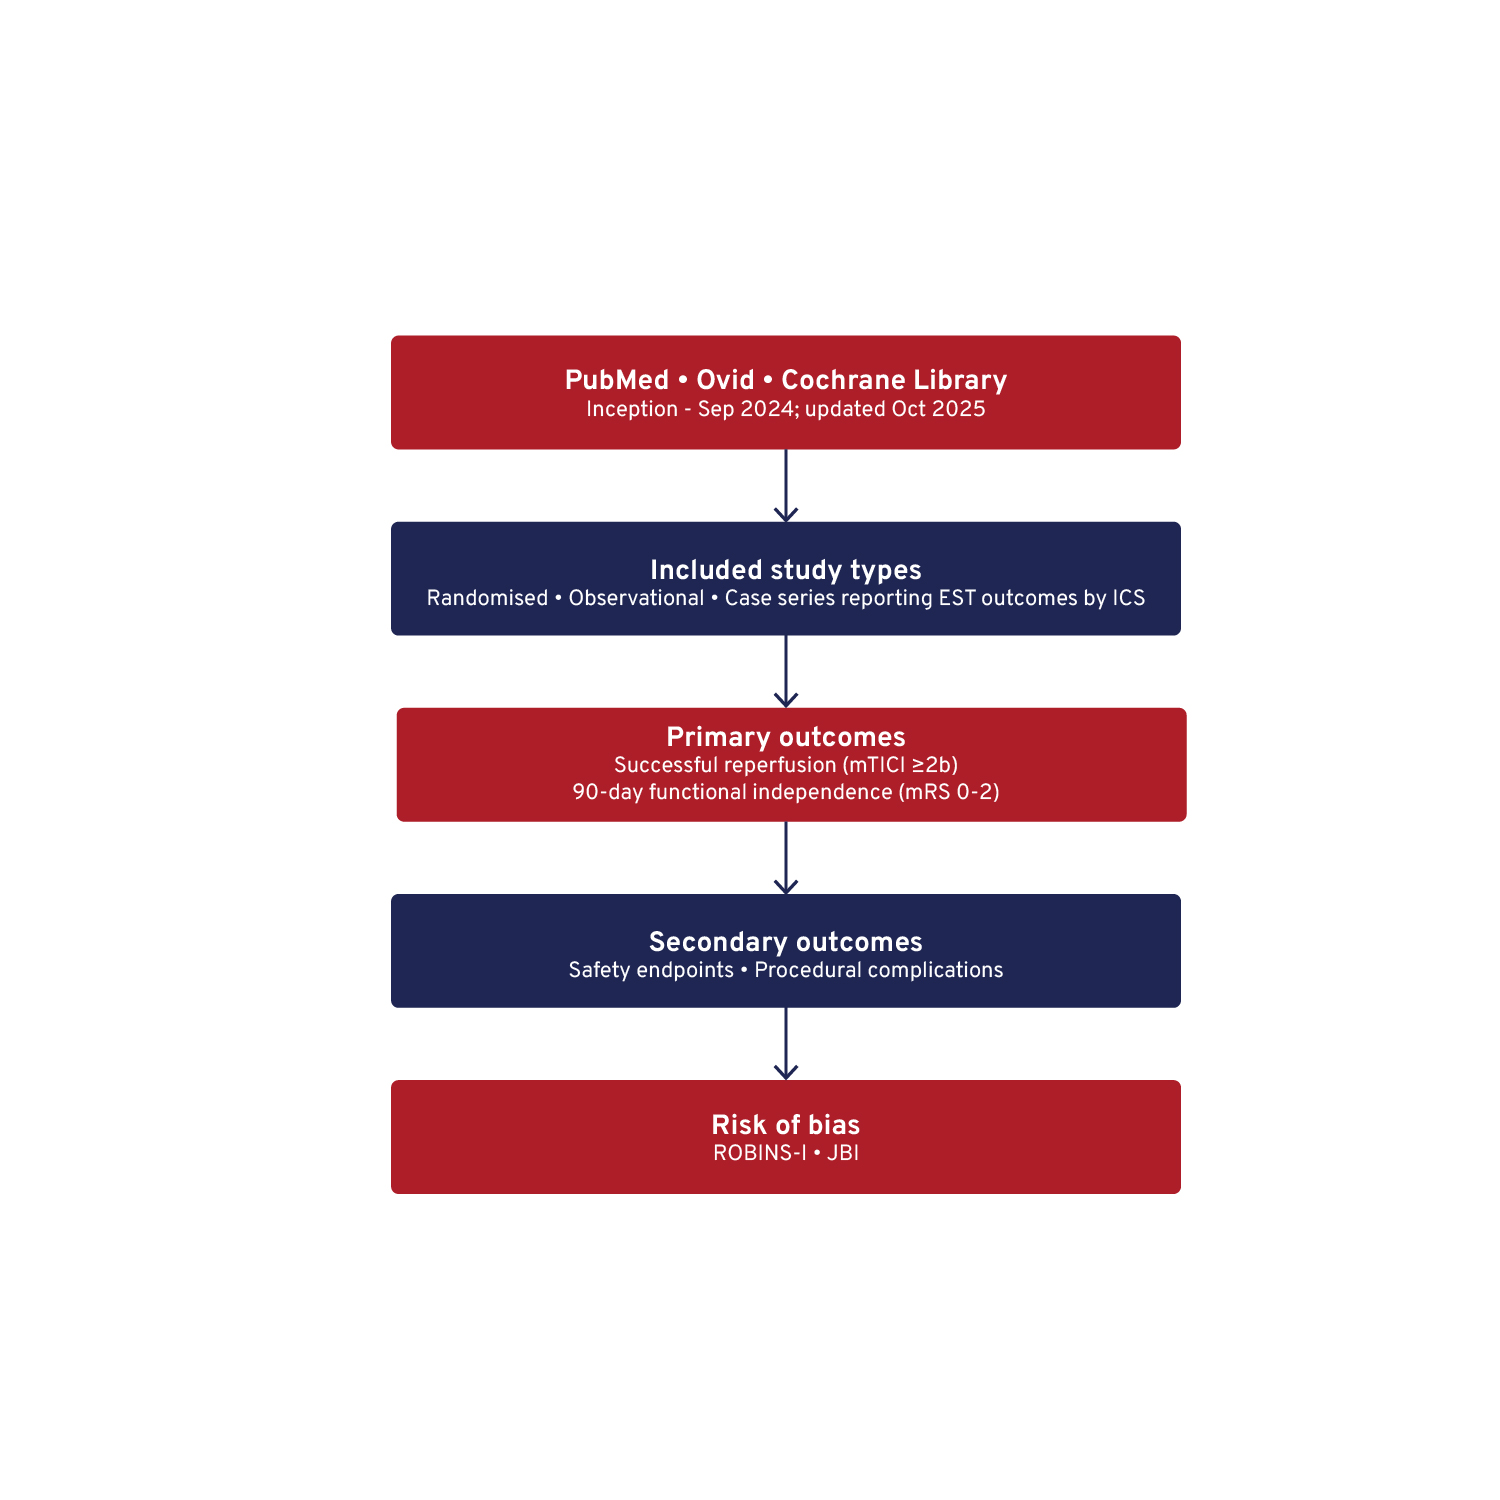 PubMed • Ovid • Cochrane Library
Inception - Sep 2024; updated Oct 2025
Included study types
Randomised • Observational • Case series reporting EST outcomes by ICS
Primary outcomes
Successful reperfusion (mTICI ≥2b)
90-day functional independence (mRS 0-2)
Secondary outcomes
Safety endpoints • Procedural complications
Risk of bias
ROBINS-I • JBI